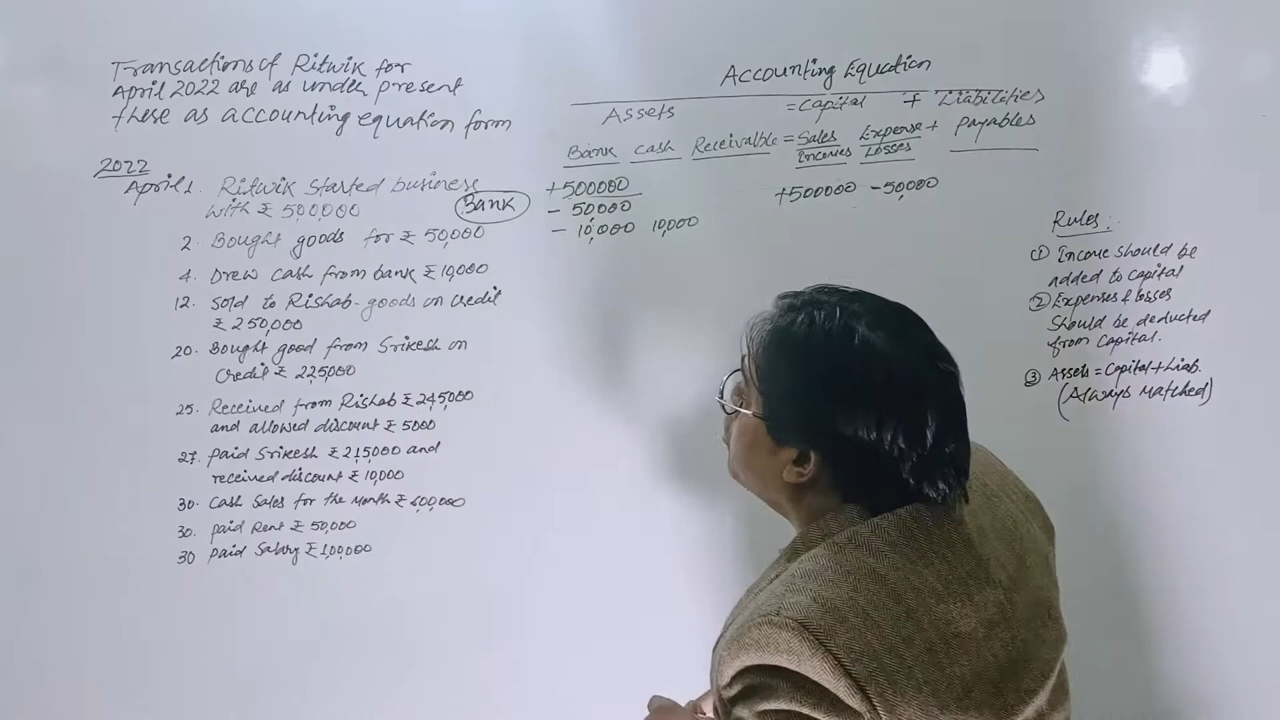 Transactions of Ritwik for
April 2022 are as under present
these as accounting equation form
2022
April 1. Ritwik started business
with ₹ 500,000
Bank
2. Bought goods for ₹ 50,000
4. Drew cash from bank ₹ 10,000
12. Sold to Rishab-goods on credit
₹ 250,000
20. Bought good from Srikesh on
Credit ₹ 225,000
25. Received from Rishab ₹ 245000
and allowed discount ₹ 5000
27. Paid Srikesh ₹ 215000 and
received discount ₹ 10,000
30. Cash Sales for the Month ₹ 600,000
30. Paid Rent ₹ 50,000
30 Paid Salary ₹ 100,000
Accounting Equation
Assets = Capital + Liabilities
Bank Cash Receivable = Sales Expense + Payables
Incomes Losses
+500000 +500000 -50,000
- 50000
- 10,000 10,000
Rules:
① Income should be
added to capital
② Expenses & losses
should be deducted
from Capital.
③ Assets = Capital + Liab.
(Always Matched)